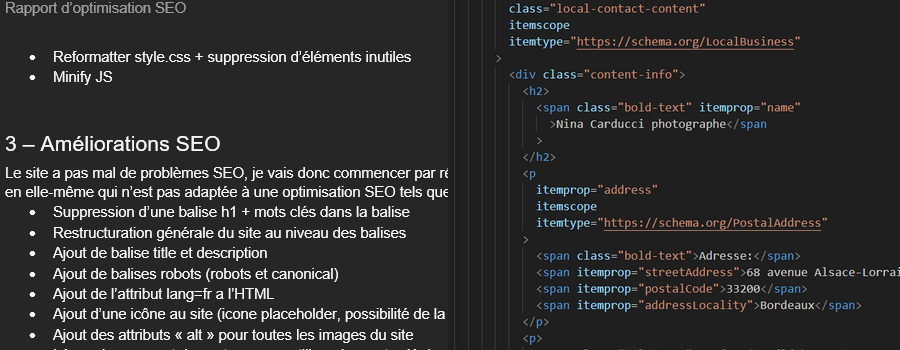 Rapport d'optimisation SEO
• Reformatter style.css + suppression d'éléments inutiles
• Minify JS
3 – Améliorations SEO
Le site a pas mal de problèmes SEO, je vais donc commencer par
en elle-même qui n'est pas adaptée à une optimisation SEO tels que
• Suppression d'une balise h1 + mots clés dans la balise
• Restructuration générale du site au niveau des balises
• Ajout de balise title et description
• Ajout de balises robots (robots et canonical)
• Ajout de l'attribut lang=fr a l'HTML
• Ajout d'une icône au site (icone placeholder, possibilité de la
• Ajout des attributs « alt » pour toutes les images du site
class="local-contact-content"
itemscope
itemtype="https://schema.org/LocalBusiness"
>
<div class="content-info">
<h2>
<span class="bold-text" itemprop="name"
>Nina Carducci photographe</span
>
</h2>
<p
itemprop="address"
itemscope
itemtype="https://schema.org/PostalAddress"
>
<span class="bold-text">Adresse:</span>
<span itemprop="streetAddress">68 avenue Alsace-Lorrai
<span itemprop="postalCode">33200</span>
<span itemprop="addressLocality">Bordeaux</span>
</p>
<p>